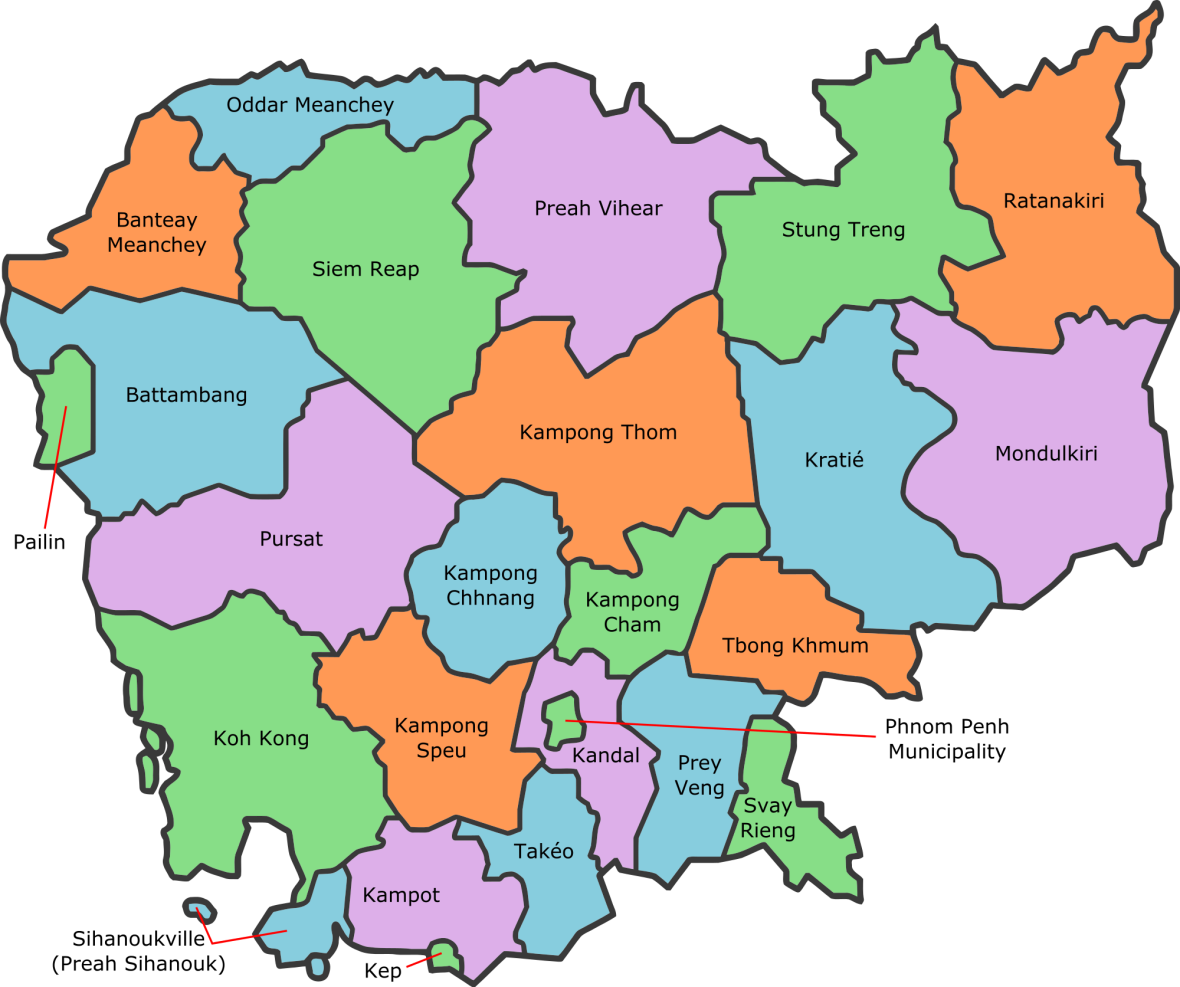 Oddar Meanchey
Banteay
Meanchey
Siem Reap
Preah Vihear
Stung Treng
Ratanakiri
Battambang
Kampong Thom
Kratié
Mondulkiri
Pailin
Pursat
Kampong
Chhnang
Kampong
Cham
Tbong Khmum
Koh Kong
Kampong
Speu
Kandal
Phnom Penh
Municipality
Prey
Veng
Svay
Rieng
Takéo
Kampot
Sihanoukville
(Preah Sihanouk)
Kep